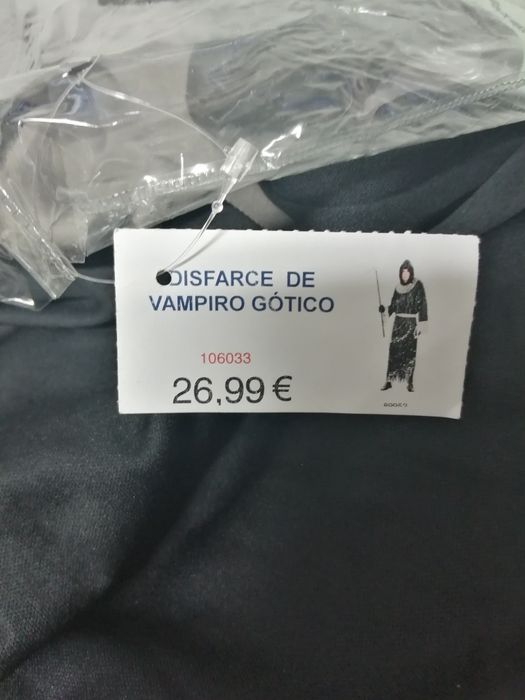 DISFARCE DE
VAMPIRO GÓTICO
106033
26,99 €